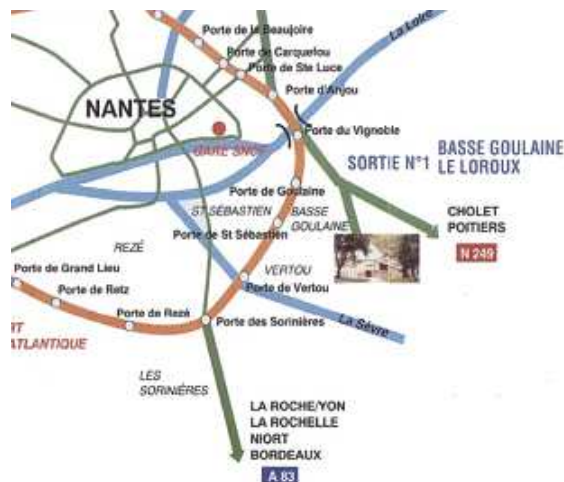 Porte de la Beaujoire
La Loire
Porte de Carquefou
Porte de Ste Luce
Porte d'Anjou
NANTES
Porte du Vignoble
GARE SNCF
SORTIE N°1
BASSE GOULAINE
LE LOROUX
Porte de Goulaine
ST SÉBASTIEN
BASSE
GOULAINE
CHOLET
POITIERS
Porte de St Sébastien
REZÉ
N 249
Porte de Grand Lieu
VERTOU
Porte de Retz
Porte de Vertou
Porte de Rezé
Porte des Sorinières
La Sèvre
RT
ATLANTIQUE
LES
SORINIÈRES
LA ROCHE/YON
LA ROCHELLE
NIORT
BORDEAUX
A 83